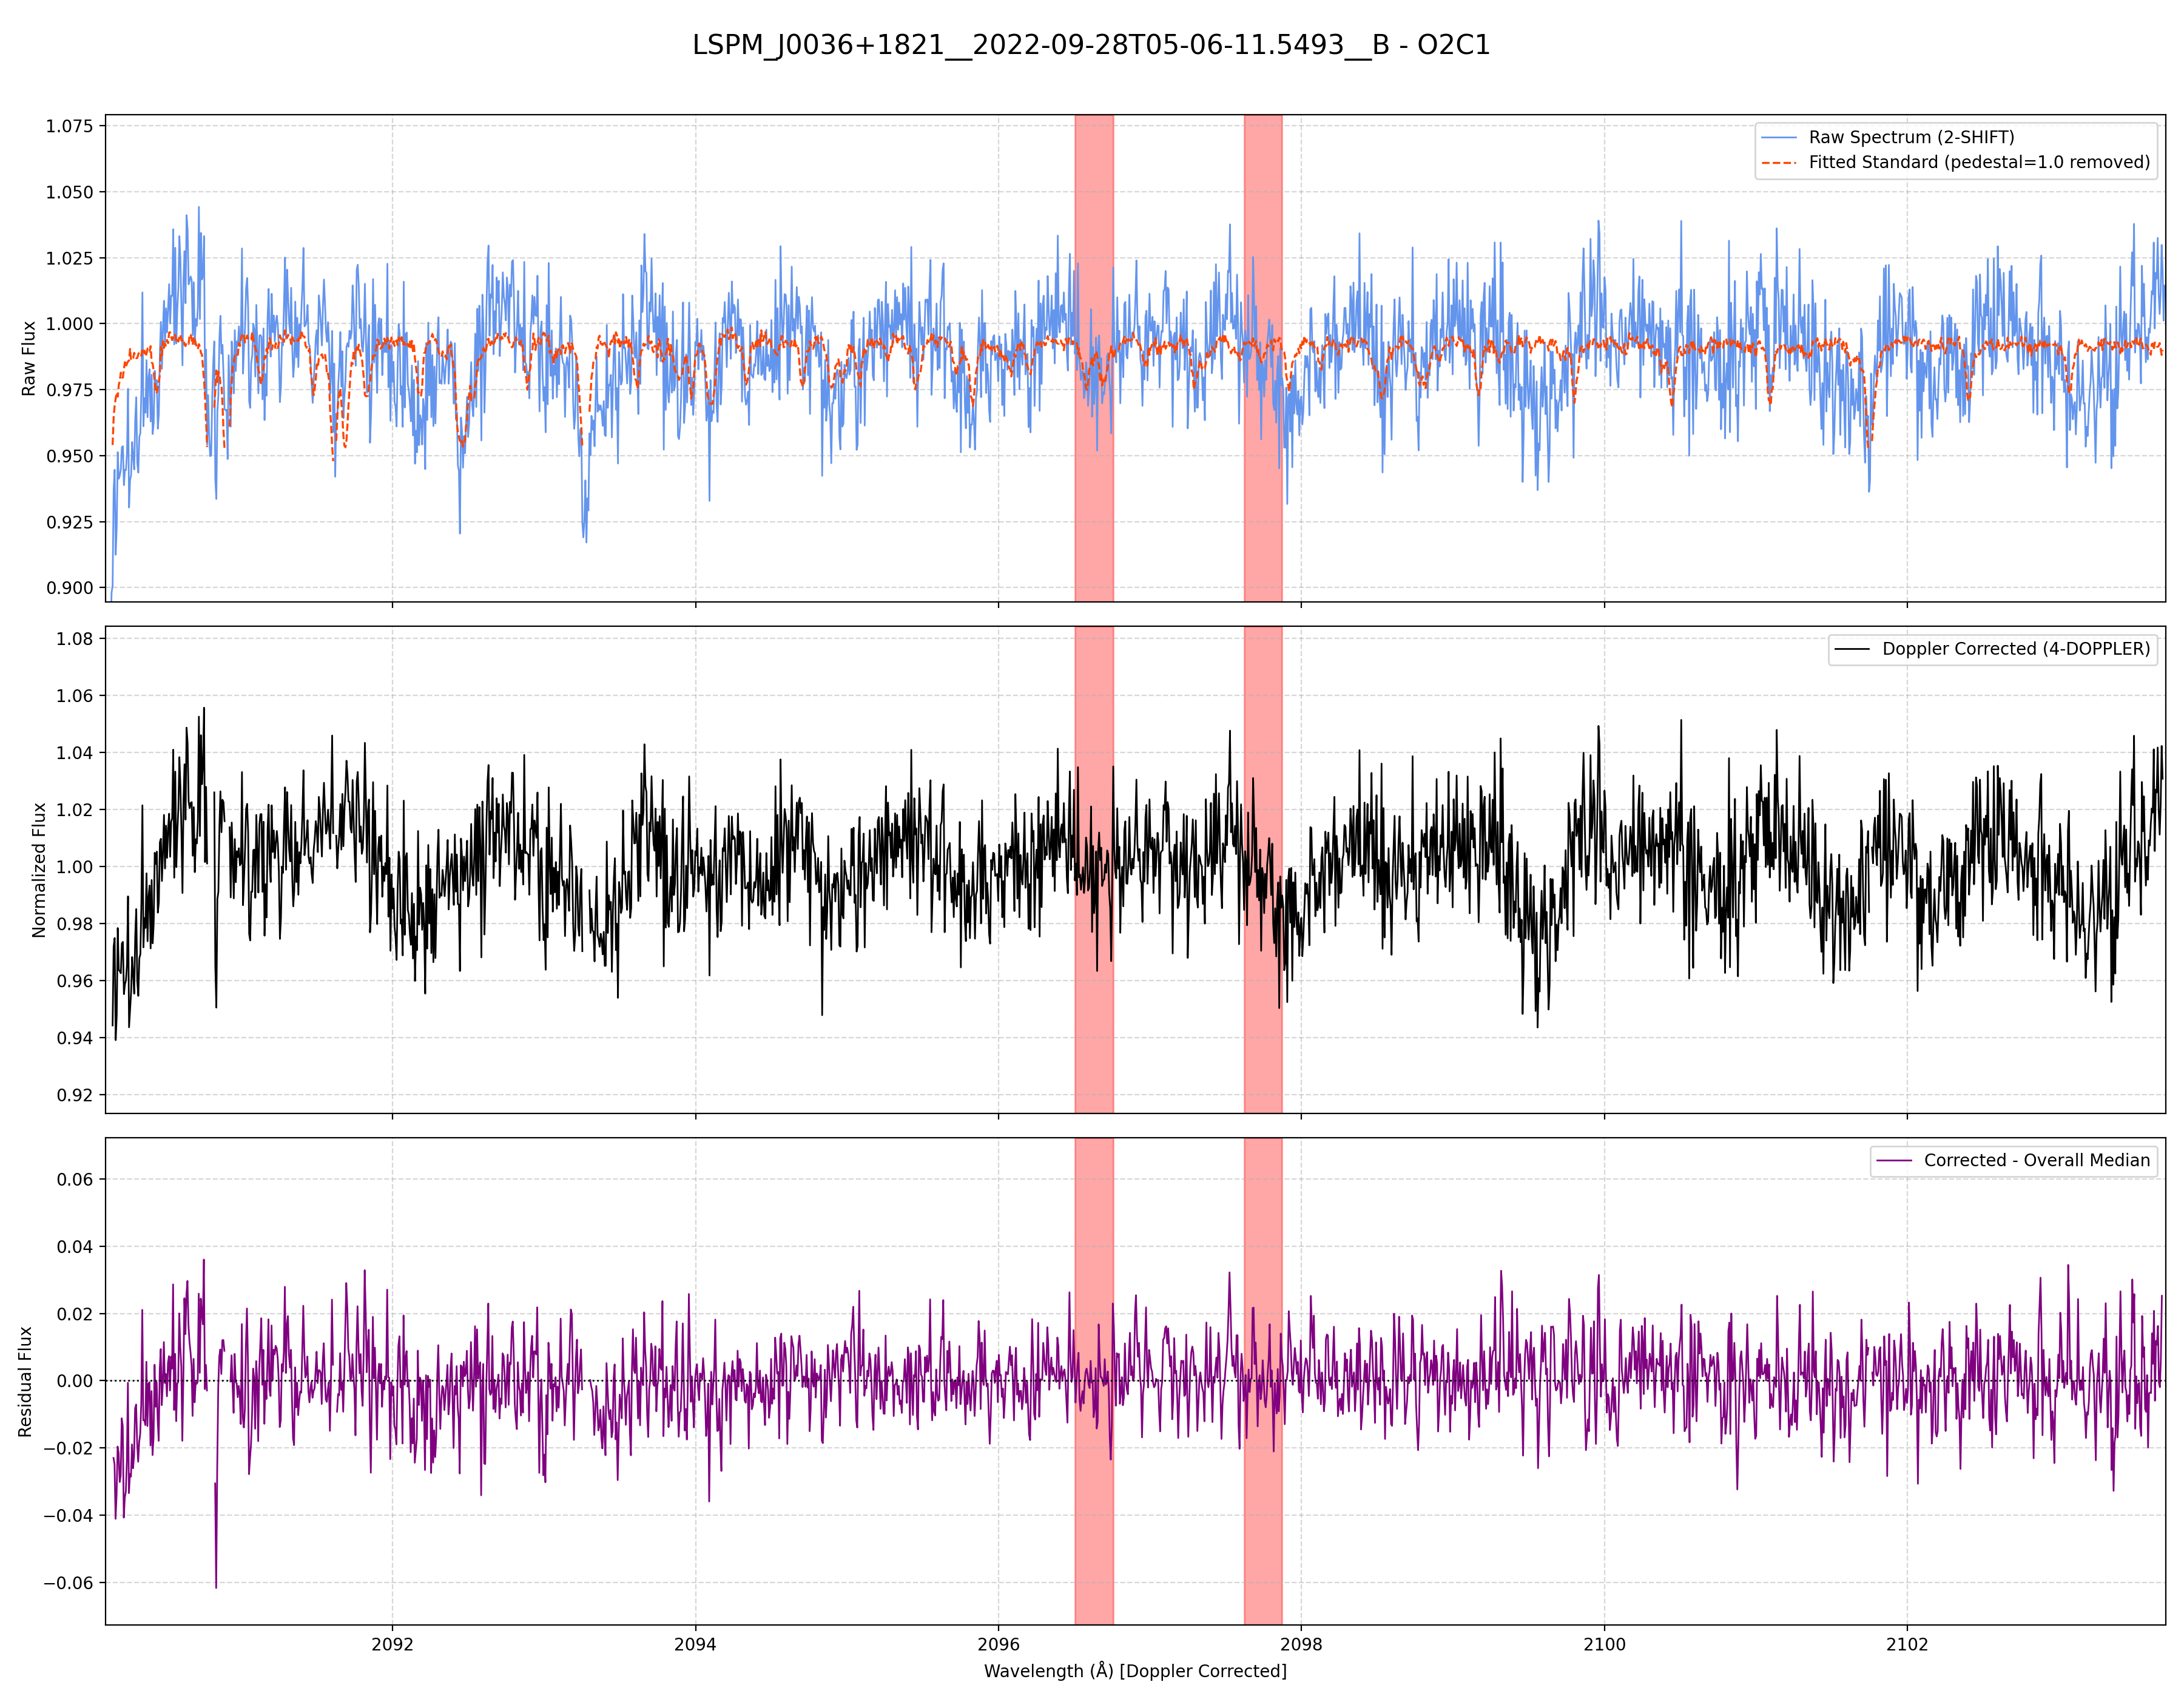 LSPM_J0036+1821__2022-09-28T05-06-11.5493__B - O2C1
Raw Flux
1.075
1.050
1.025
1.000
0.975
0.950
0.925
0.900
Raw Spectrum (2-SHIFT)
Fitted Standard (pedestal=1.0 removed)
Normalized Flux
1.08
1.06
1.04
1.02
1.00
0.98
0.96
0.94
0.92
Doppler Corrected (4-DOPPLER)
Residual Flux
0.06
0.04
0.02
0.00
−0.02
−0.04
−0.06
Corrected - Overall Median
2092 2094 2096 2098 2100 2102
Wavelength (Å) [Doppler Corrected]